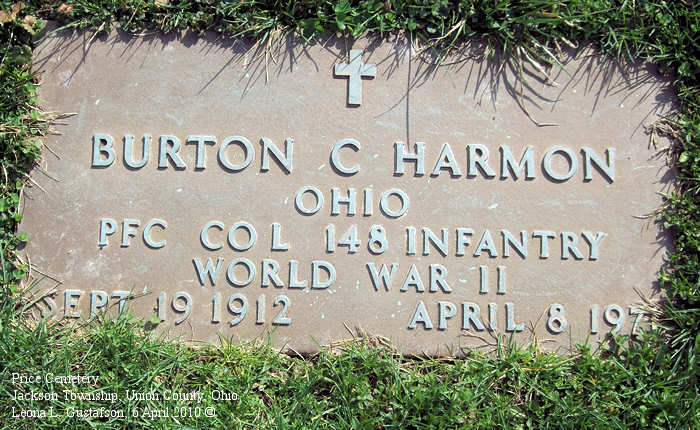 BURTON C HARMON
OHIO
PFC CO L 148 INFANTRY
WORLD WAR II
SEPT 19 1912 APRIL 8
Price Cemetery
Jackson Township, Union County, Ohio
Leona L. Gustafson, 6 April 2010 ©